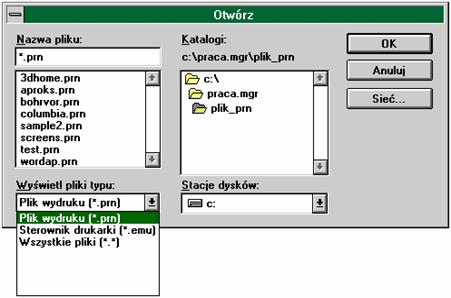 Otwórz
Nazwa pliku:
*.prn
3dhome.prn
aproks.prn
bohrvor.prn
columbia.prn
sample2.prn
screens.prn
test.prn
wordap.prn
Wyświetl pliki typu:
Plik wydruku (*.prn)
Plik wydruku (*.prn)
Sterownik drukarki (*.emu)
Wszystkie pliki (*.*)
Katalogi:
c:\praca.mgr\plik_prn
c:\
praca.mgr
plik_prn
Stacje dysków:
c:
OK
Anuluj
Sieć...